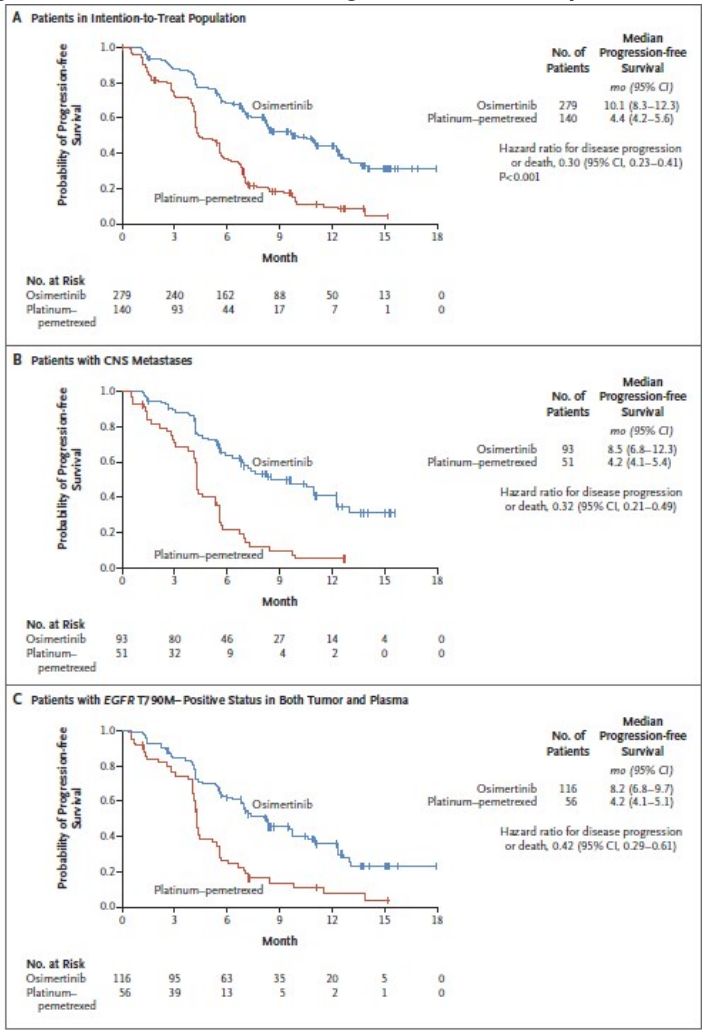 A Patients in Intention-to-Treat Population
Probability of Progression-free
Survival
1.0
0.8
0.6
0.4
0.2
0.0
0 3 6 9 12 15 18
Month
Osimertinib
Platinum–pemetrexed
No. of
Patients
Median
Progression-free
Survival
mo (95% CI)
Osimertinib 279 10.1 (8.3–12.3)
Platinum–pemetrexed 140 4.4 (4.2–5.6)
Hazard ratio for disease progression
or death, 0.30 (95% CI, 0.23–0.41)
P<0.001
No. at Risk
Osimertinib 279 240 162 88 50 13 0
Platinum– 140 93 44 17 7 1 0
pemetrexed
B Patients with CNS Metastases
Probability of Progression-free
Survival
1.0
0.8
0.6
0.4
0.2
0.0
0 3 6 9 12 15 18
Month
Osimertinib
Platinum–pemetrexed
No. of
Patients
Median
Progression-free
Survival
mo (95% CI)
Osimertinib 93 8.5 (6.8–12.3)
Platinum–pemetrexed 51 4.2 (4.1–5.4)
Hazard ratio for disease progression
or death, 0.32 (95% CI, 0.21–0.49)
No. at Risk
Osimertinib 93 80 46 27 14 4 0
Platinum– 51 32 9 4 2 0 0
pemetrexed
C Patients with EGFR T790M–Positive Status in Both Tumor and Plasma
Probability of Progression-free
Survival
1.0
0.8
0.6
0.4
0.2
0.0
0 3 6 9 12 15 18
Month
Osimertinib
Platinum–pemetrexed
No. of
Patients
Median
Progression-free
Survival
mo (95% CI)
Osimertinib 116 8.2 (6.8–9.7)
Platinum–pemetrexed 56 4.2 (4.1–5.1)
Hazard ratio for disease progression
or death, 0.42 (95% CI, 0.29–0.61)
No. at Risk
Osimertinib 116 95 63 35 20 5 0
Platinum– 56 39 13 5 2 1 0
pemetrexed